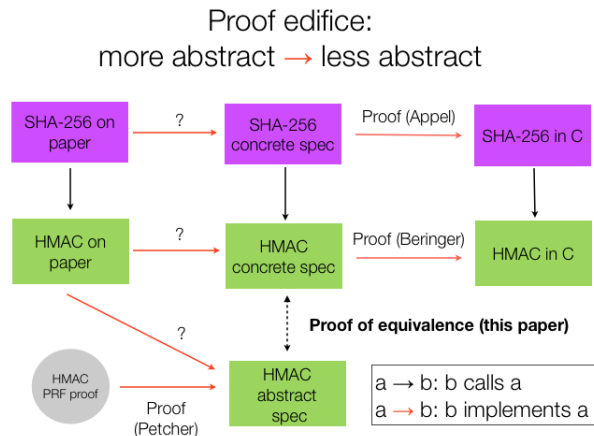 Proof edifice:
more abstract → less abstract
SHA-256 on
paper
?
SHA-256
concrete spec
Proof (Appel)
SHA-256 in C
HMAC on
paper
?
HMAC
concrete spec
Proof (Beringer)
HMAC in C
?
Proof of equivalence (this paper)
HMAC
PRF proof
Proof
(Petcher)
HMAC
abstract
spec
a → b: b calls a
a → b: b implements a